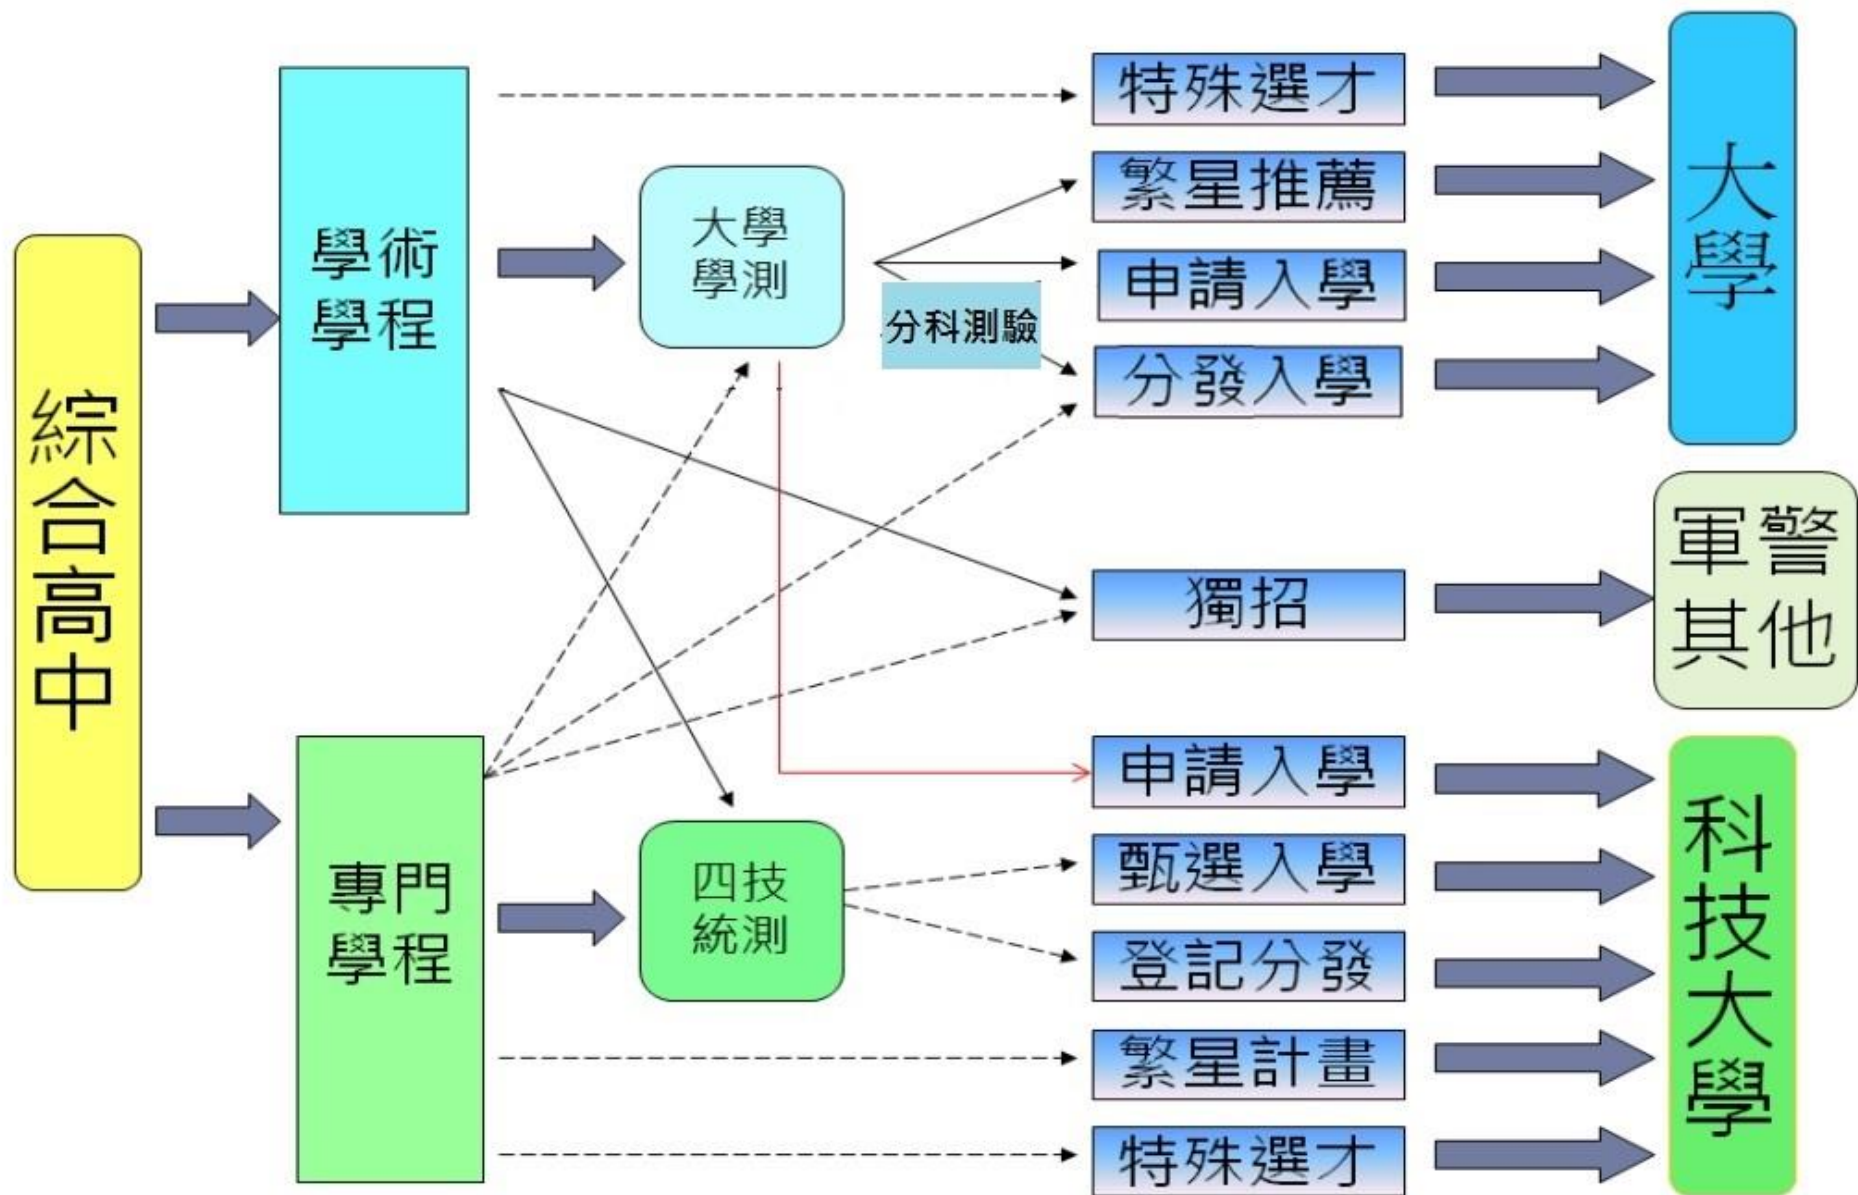 綜合高中
學術
學程
專門
學程
大學
學測
分科測驗
四技
統測
特殊選才
繁星推薦
申請入學
分發入學
獨招
申請入學
甄選入學
登記分發
繁星計畫
特殊選才
大學
軍警
其他
科技大學